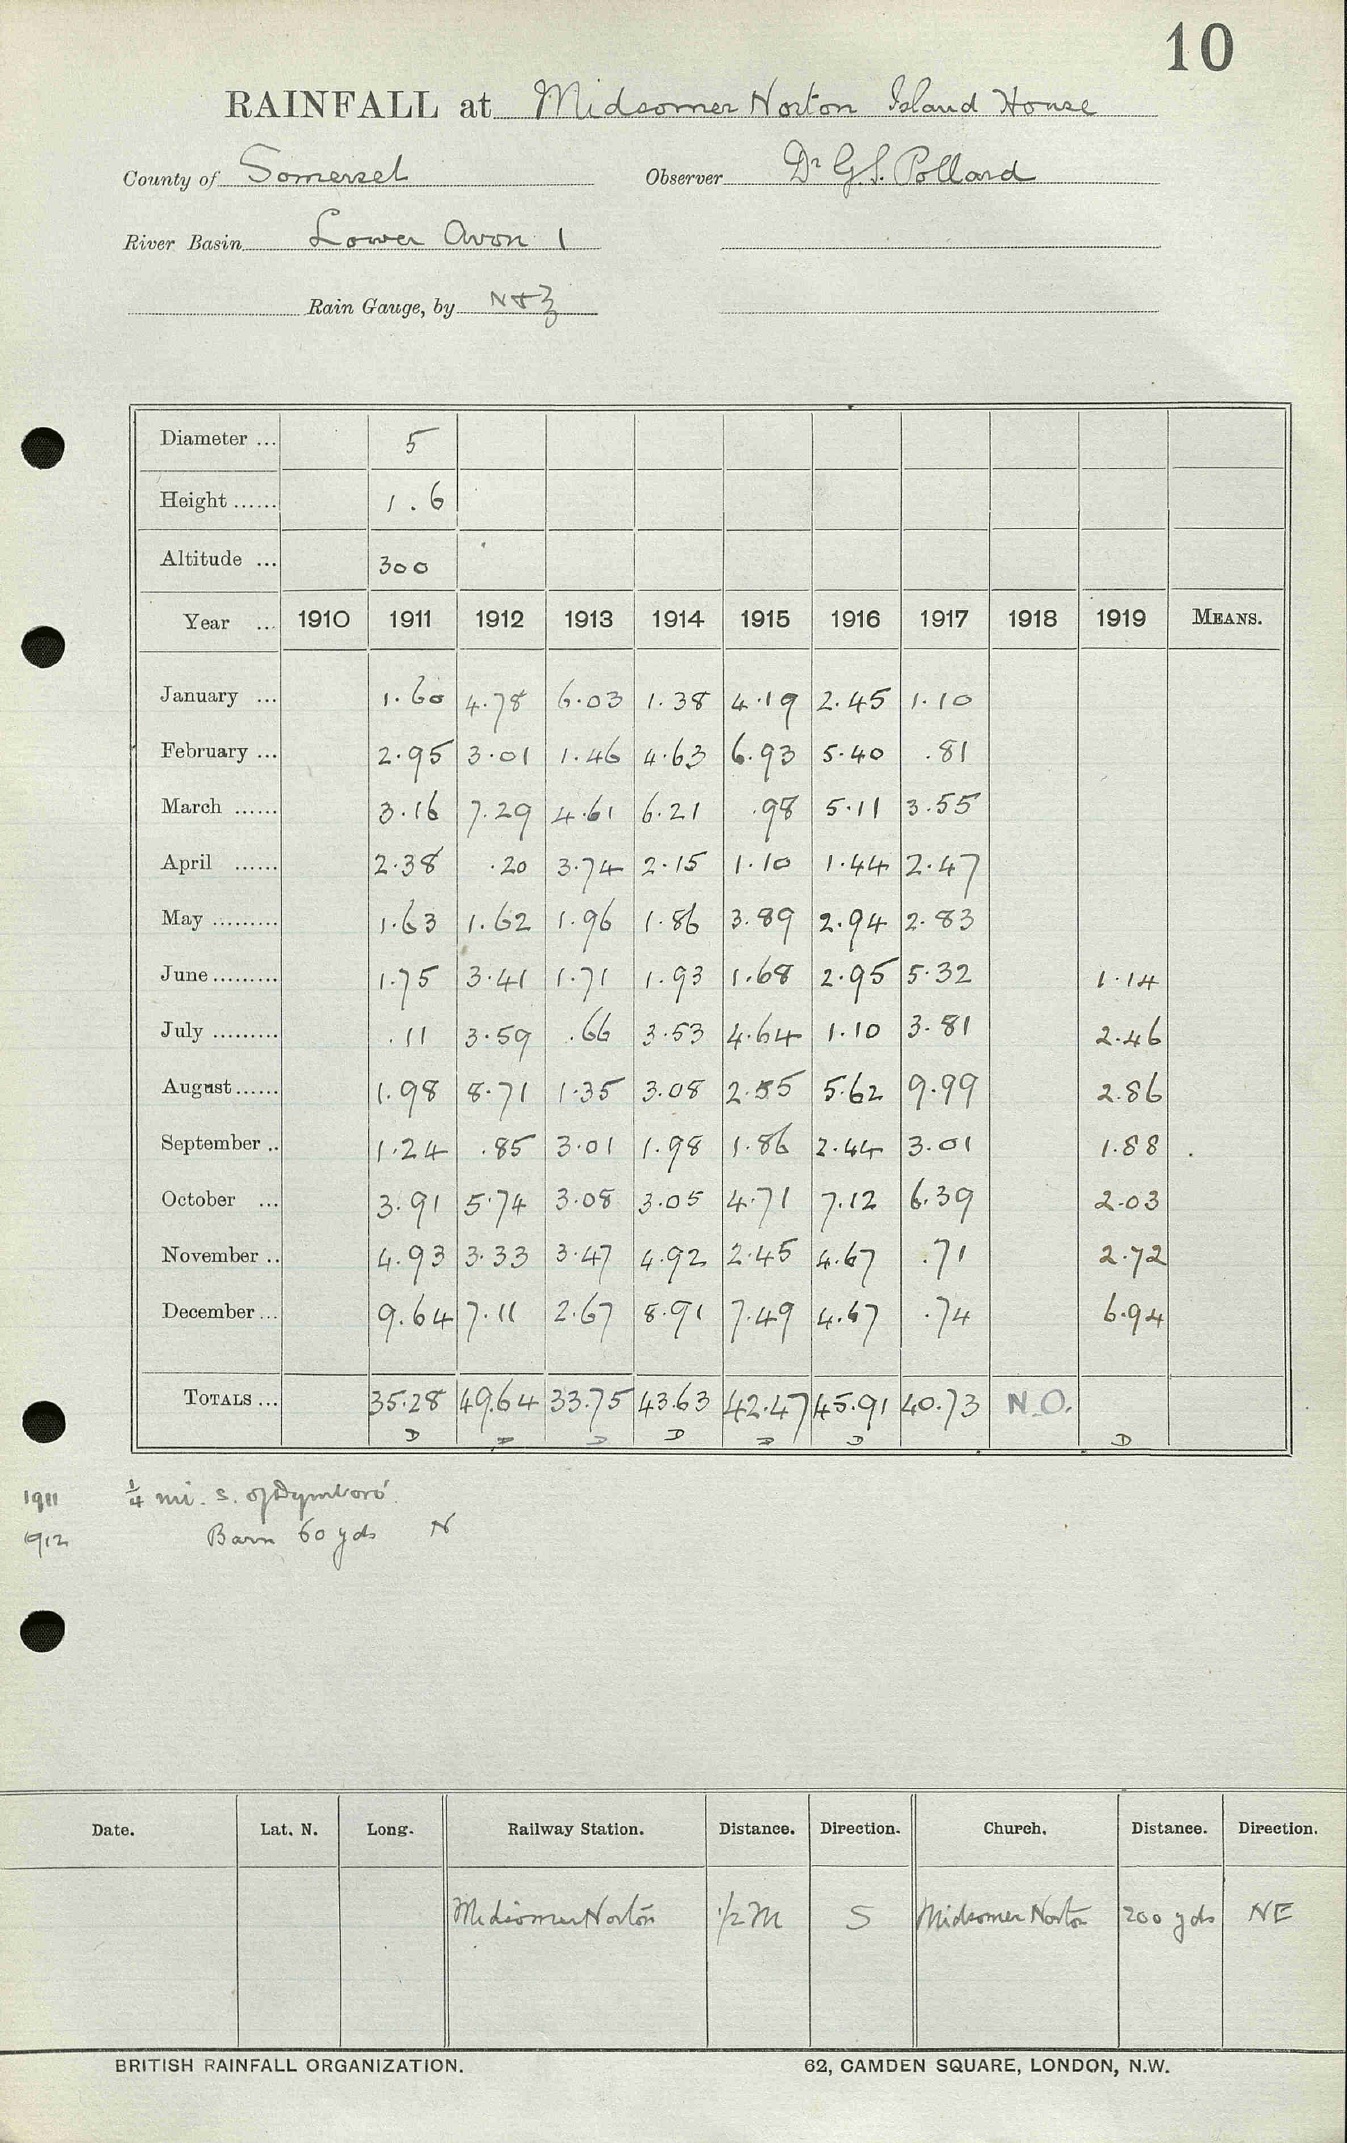 10
RAINFALL at Midsomer Norton Island House
County of Somerset Observer Dr G.S. Pollard
River Basin Lower Avon 1
Rain Gauge, by N+Z
Diameter ... 5
Height ...... 1.6
Altitude ... 300
Year ... 1910 1911 1912 1913 1914 1915 1916 1917 1918 1919 MEANS.
January ... 1.60 4.78 6.03 1.38 4.19 2.45 1.10
February ... 2.95 3.01 1.46 4.63 6.93 5.40 .81
March ...... 3.16 7.29 4.61 6.21 .98 5.11 3.55
April ...... 2.38 .20 3.74 2.15 1.10 1.44 2.47
May ......... 1.63 1.62 1.96 1.86 3.89 2.94 2.83
June ......... 1.75 3.41 1.71 1.93 1.68 2.95 5.32 1.14
July ......... .11 3.59 .66 3.53 4.64 1.10 3.81 2.46
August ...... 1.98 8.71 1.35 3.08 2.55 5.62 9.99 2.86
September .. 1.24 .85 3.01 1.98 1.86 2.44 3.01 1.88
October ... 3.91 5.74 3.08 3.05 4.71 7.12 6.39 2.03
November .. 4.93 3.33 3.47 4.92 2.45 4.67 .71 2.72
December ... 9.64 7.11 2.67 8.91 7.49 4.67 .74 6.94
TOTALS ... 35.28 49.64 33.75 43.63 42.47 45.91 40.73 N.O.
D D D D D D D
1911 1/4 mi. S. of
1912 Barn 60 yds N
Date. Lat. N. Long. Railway Station. Distance. Direction. Church. Distance. Direction.
Midsomer Norton 1/2 M S Midsomer Norton 200 yds NE
BRITISH RAINFALL ORGANIZATION. 62, CAMDEN SQUARE, LONDON, N.W.